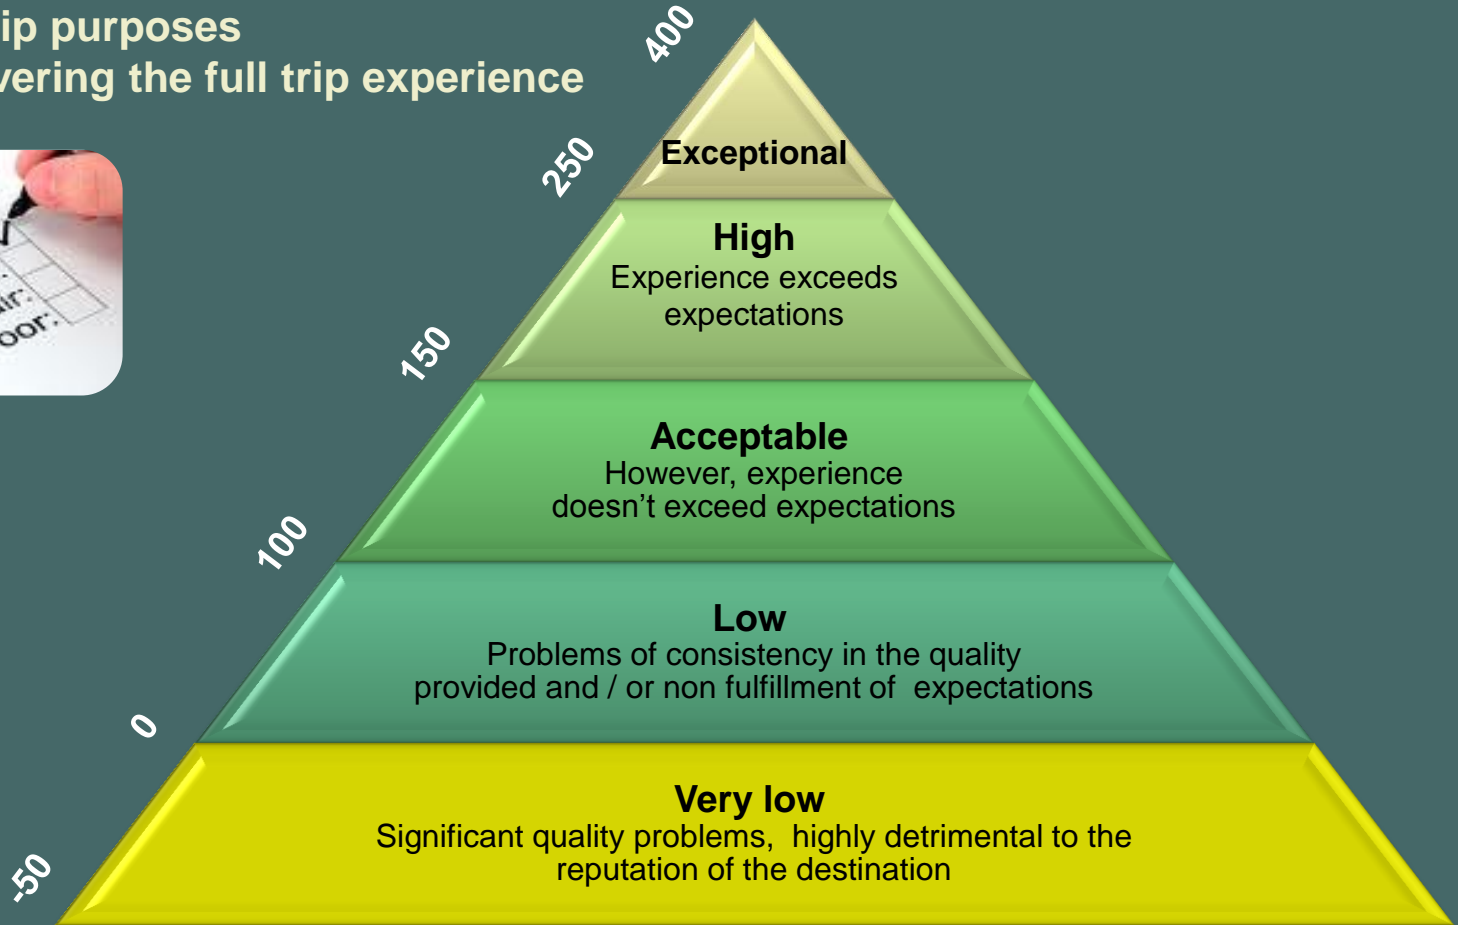 ip purposes
vering the full trip experience
400
Exceptional
250
High
Experience exceeds
expectations
150
Acceptable
However, experience
doesn't exceed expectations
100
Low
Problems of consistency in the quality
provided and / or non fulfillment of  expectations
0
Very low
Significant quality problems,  highly detrimental to the
reputation of the destination
-50
ir:
oor: